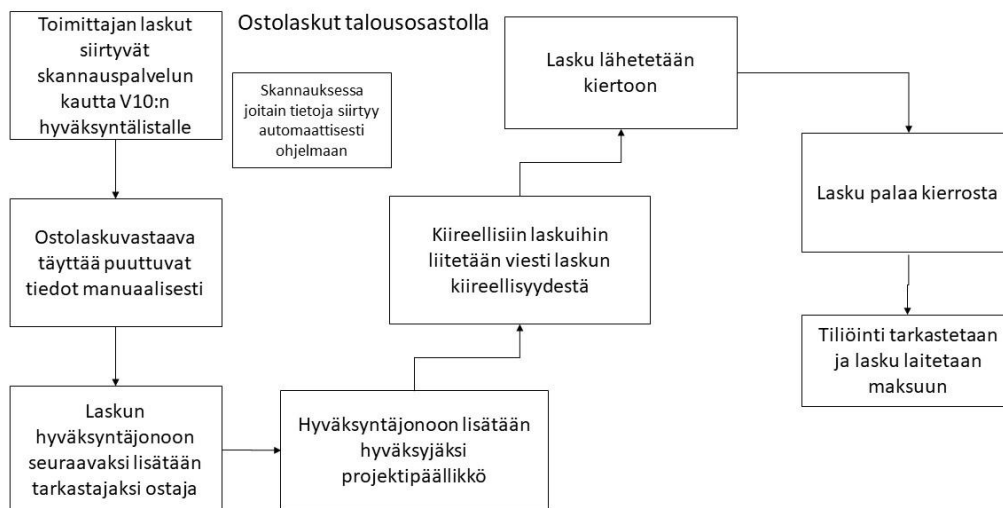 Ostolaskut talousosastolla
Toimittajan laskut
siirtyvät
skannauspalvelun
kautta V10:n
hyväksyntälistalle
Skannauksessa
joitain tietoja siirtyy
automaattisesti
ohjelmaan
Ostolaskuvastaava
täyttää puuttuvat
tiedot manuaalisesti
Laskun
hyväksyntäjonoon
seuraavaksi lisätään
tarkastajaksi ostaja
Hyväksyntäjonoon lisätään
hyväksyjäksi
projektipäällikkö
Kiireellisiin laskuihin
liitetään viesti laskun
kiireellisyydestä
Lasku lähetetään
kiertoon
Lasku palaa kierrosta
Tiliöinti tarkastetaan
ja lasku laitetaan
maksuun